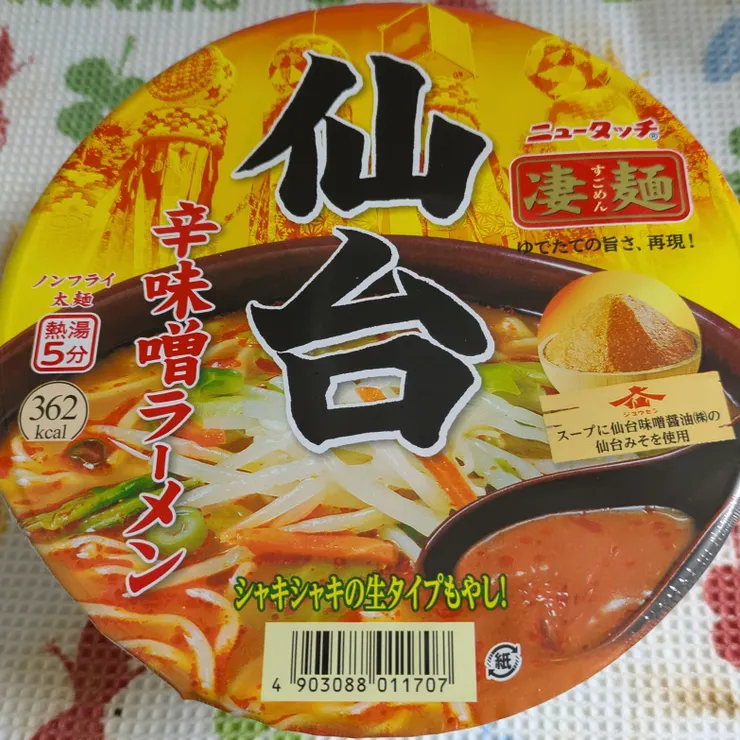 仙台
辛味噌ラーメン
ニュータッチ®
凄麺
すごめん
ゆでたての旨さ、再現!
ノンフライ
太麺
熱湯
5分
362
kcal
ジョウセン
スープに仙台味噌醤油㈱の
仙台みそを使用
シャキシャキの生タイプもやし!
4 903088 011707
紙